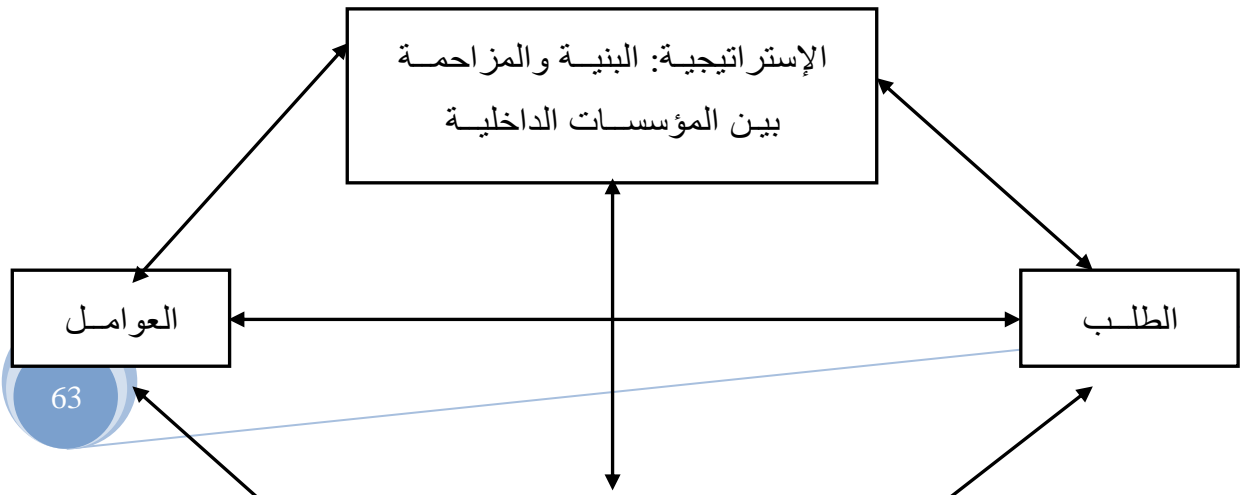 الإستراتيجية: البنية والمزاحمة
بين المؤسسات الداخلية
الطلب
العوامل
63